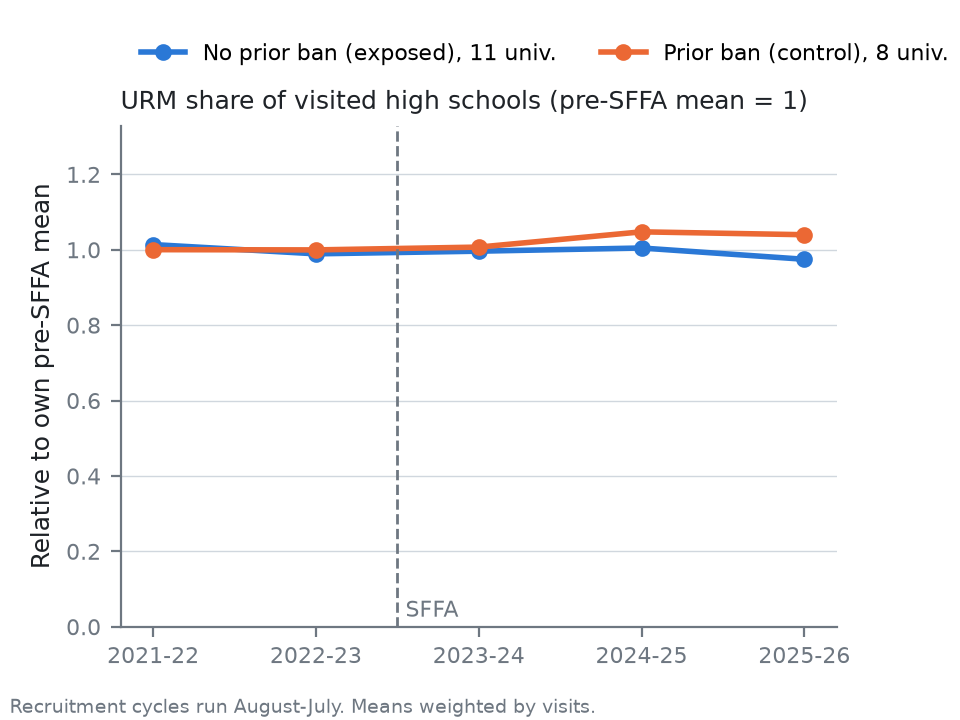 No prior ban (exposed), 11 univ.
Prior ban (control), 8 univ.
URM share of visited high schools (pre-SFFA mean = 1)
Relative to own pre-SFFA mean
1.2
1.0
0.8
0.6
0.4
0.2
0.0
SFFA
2021-22
2022-23
2023-24
2024-25
2025-26
Recruitment cycles run August-July. Means weighted by visits.